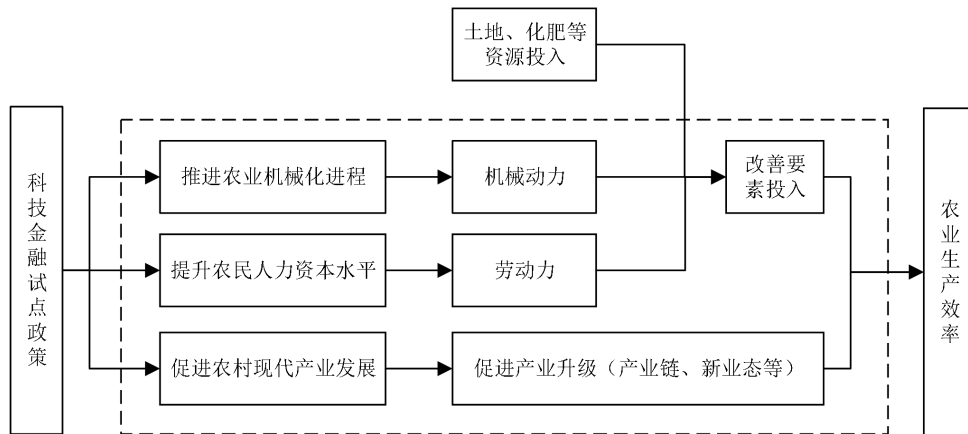 土地、化肥等
资源投入
科技金融试点政策
推进农业机械化进程
机械动力
改善要
素投入
提升农民人力资本水平
劳动力
促进农村现代产业发展
促进产业升级（产业链、新业态等）
农业生产效率